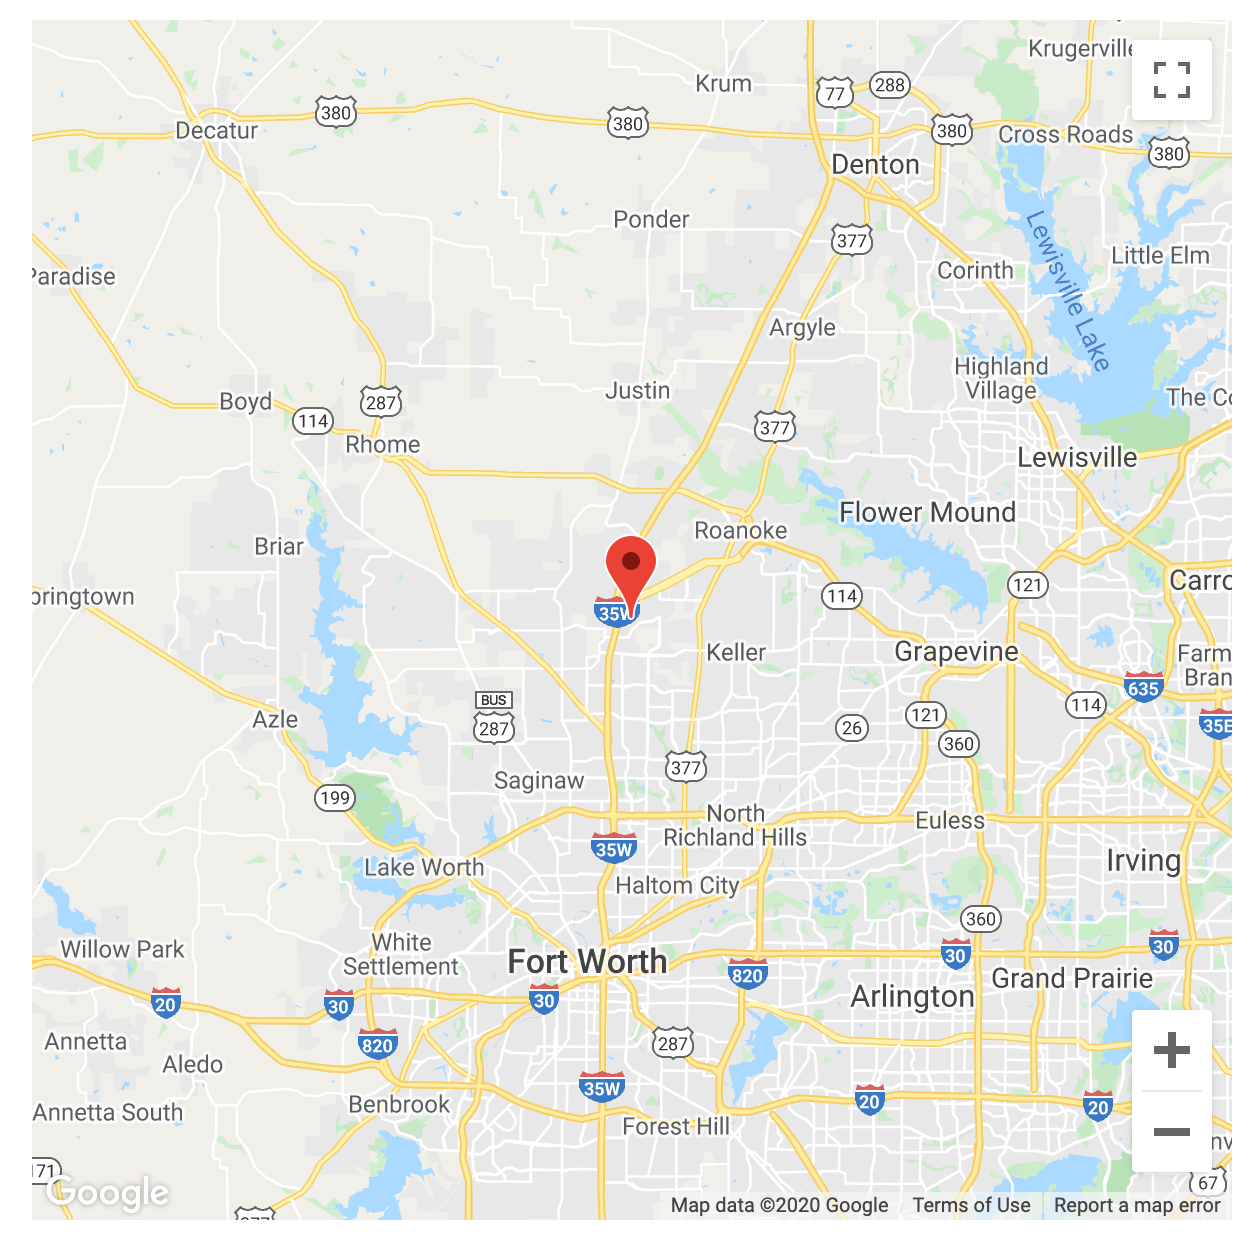 Krugerville
Krum
77
288
380
380
380
Decatur
Cross Roads
380
Denton
Ponder
377
Lewisville Lake
Little Elm
Paradise
Corinth
Argyle
Highland
Village
Justin
Boyd
287
The Co
114
377
Rhome
Lewisville
Flower Mound
Roanoke
Briar
121
Carro
pringtown
114
35W
Keller
Grapevine
Farm
Bran
635
BUS
287
114
Azle
121
26
35E
360
377
Saginaw
199
North
Richland Hills
Euless
35W
Irving
Lake Worth
Haltom City
360
Willow Park
White
Settlement
Fort Worth
30
30
820
Grand Prairie
Arlington
20
30
30
Annetta
820
287
Aledo
35W
20
20
Annetta South
Benbrook
Forest Hill
nv
171
67
Google
377
Map data ©2020 Google
Terms of Use
Report a map error